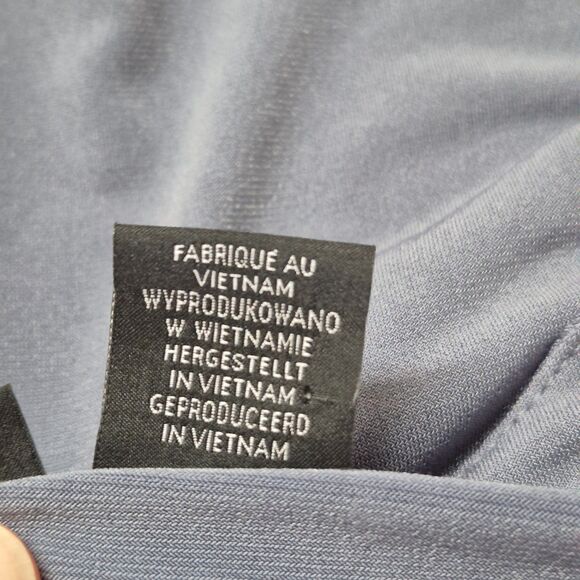 FABRIQUÉ AU
VIETNAM
WYPRODUKOWANO
W WIETNAMIE
HERGESTELLT
IN VIETNAM
GEPRODUCEERD
IN VIETNAM